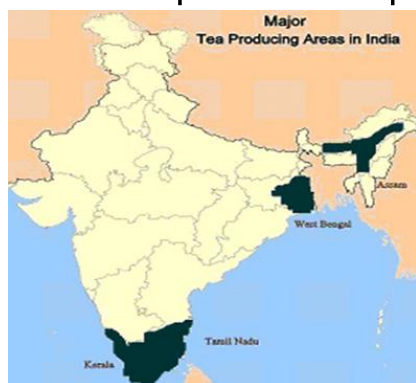 Major
Tea Producing Areas in India
Assam
West Bengal
Tamil Nadu
Kerala